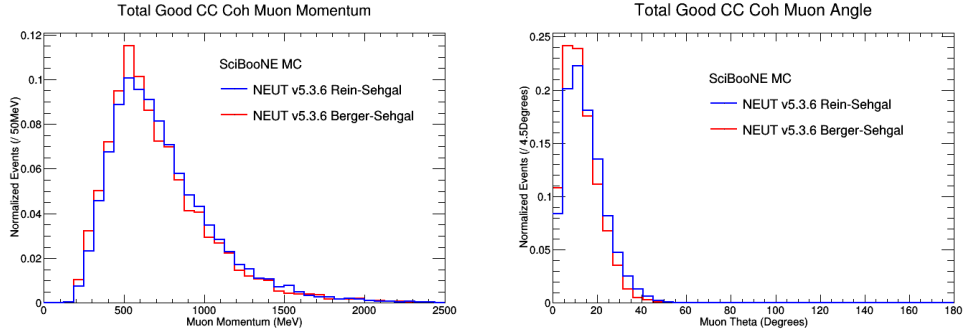 Total Good CC Coh Muon Momentum
Normalized Events (/ 50MeV)
0.12
0.1
0.08
0.06
0.04
0.02
0
SciBooNE MC
NEUT v5.3.6 Rein-Sehgal
NEUT v5.3.6 Berger-Sehgal
0 500 1000 1500 2000 2500
Muon Momentum (MeV)
Total Good CC Coh Muon Angle
Normalized Events (/ 4.5Degrees)
0.25
0.2
0.15
0.1
0.05
0
SciBooNE MC
NEUT v5.3.6 Rein-Sehgal
NEUT v5.3.6 Berger-Sehgal
0 20 40 60 80 100 120 140 160 180
Muon Theta (Degrees)